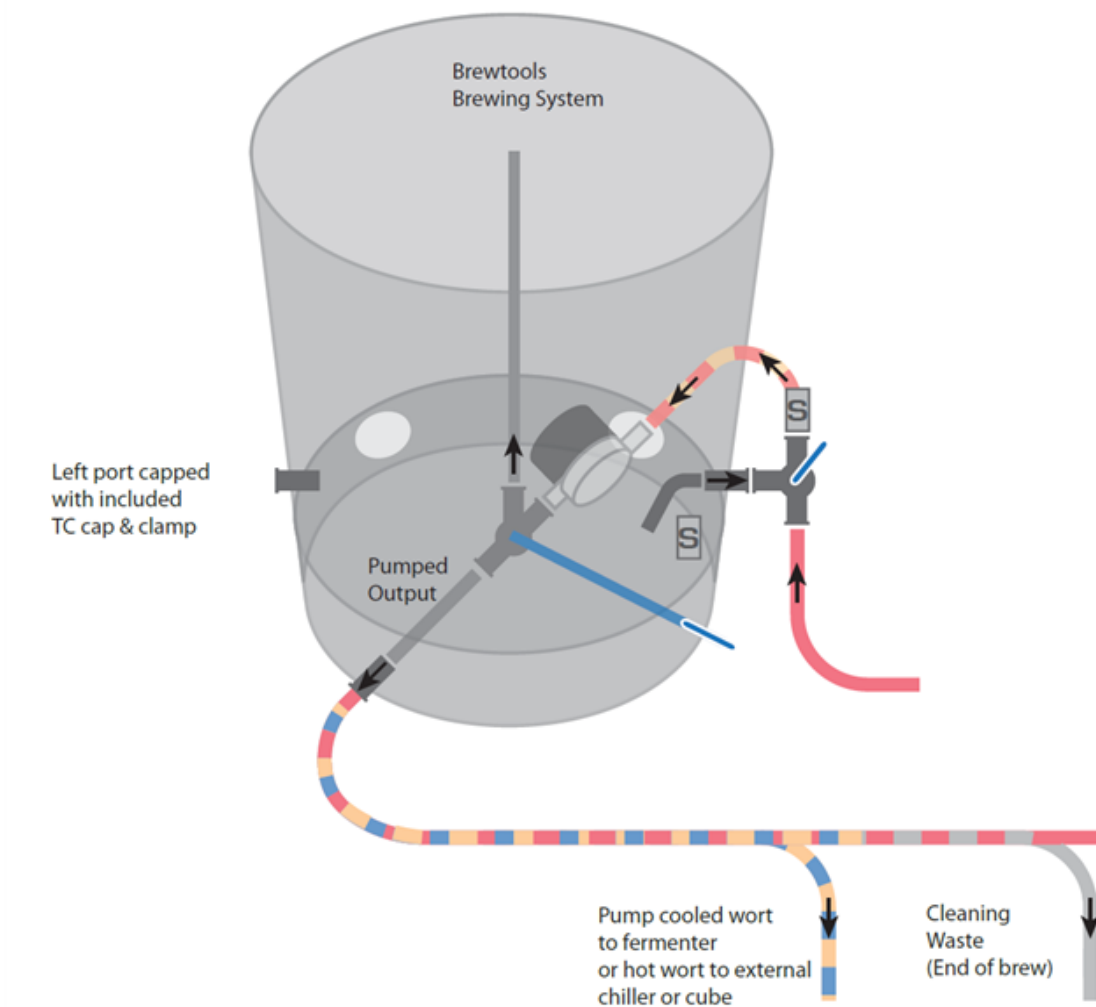 Brewtools
Brewing System
S
Left port capped
with included
TC cap & clamp
S
Pumped
Output
Pump cooled wort
to fermenter
or hot wort to external
chiller or cube
Cleaning
Waste
(End of brew)